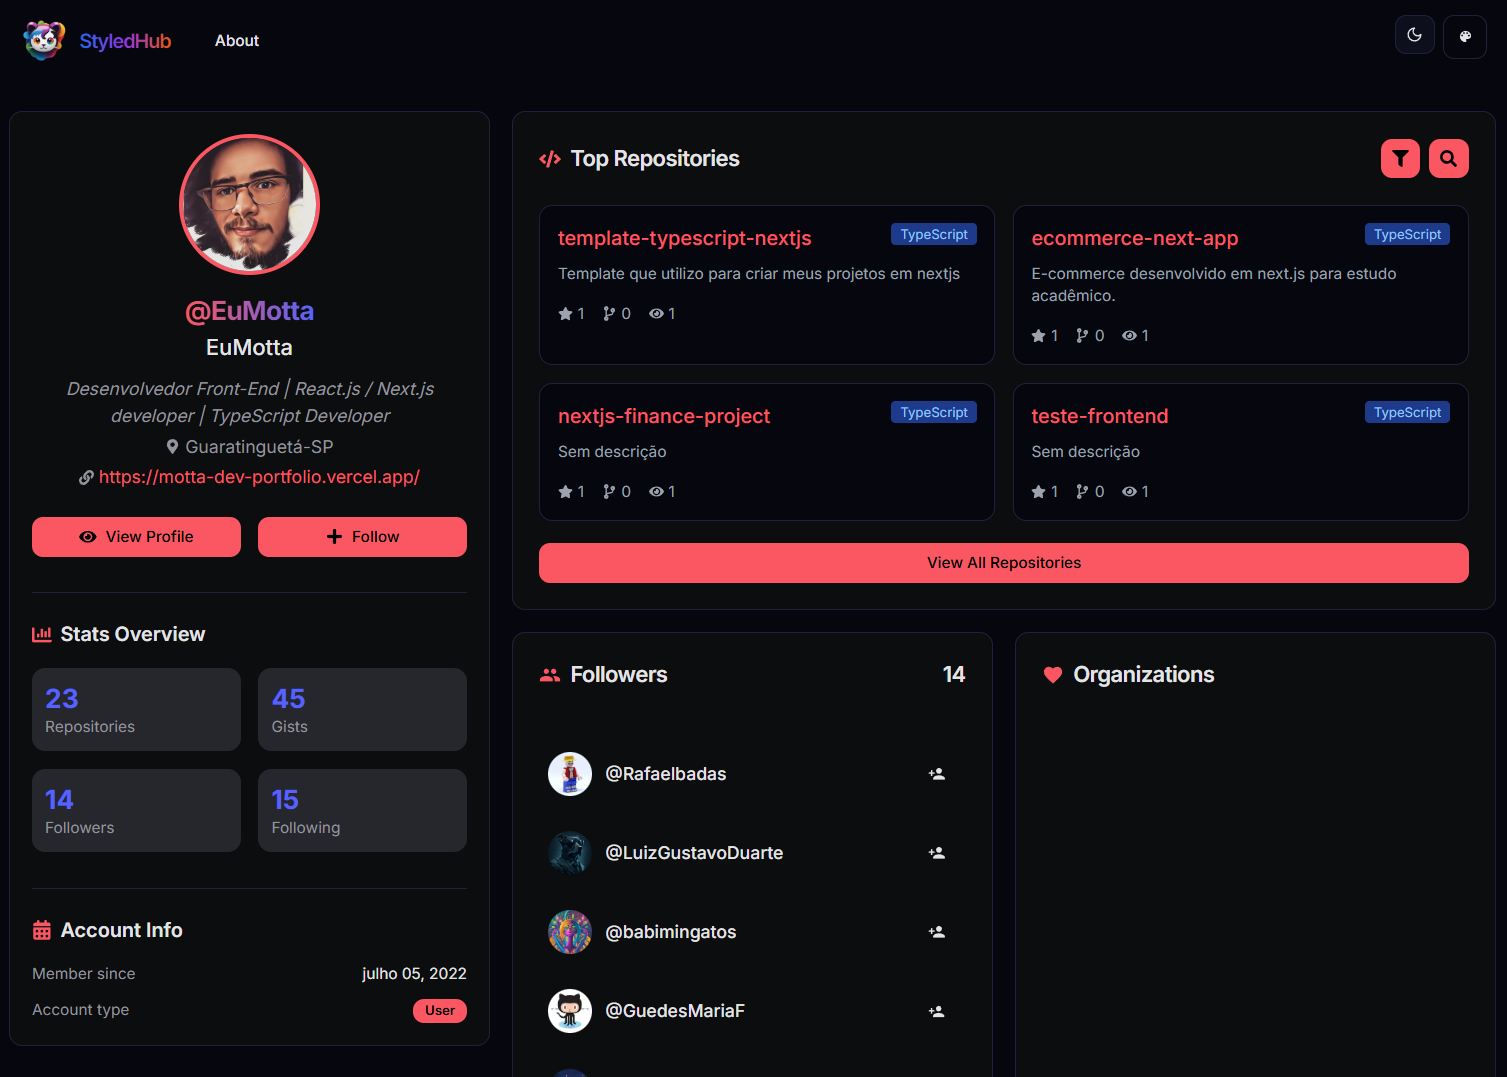 StyledHub
About
@EuMotta
EuMotta
Desenvolvedor Front-End | React.js / Next.js
developer | TypeScript Developer
Guaratinguetá-SP
https://motta-dev-portfolio.vercel.app/
View Profile
Follow
Stats Overview
23
Repositories
45
Gists
14
Followers
15
Following
Account Info
Member since
julho 05, 2022
Account type
User
Top Repositories
template-typescript-nextjs
TypeScript
Template que utilizo para criar meus projetos em nextjs
1 0 1
ecommerce-next-app
TypeScript
E-commerce desenvolvido em next.js para estudo
acadêmico.
1 0 1
nextjs-finance-project
TypeScript
Sem descrição
1 0 1
teste-frontend
TypeScript
Sem descrição
1 0 1
View All Repositories
Followers
14
@Rafaelbadas
@LuizGustavoDuarte
@babimingatos
@GuedesMariaF
Organizations